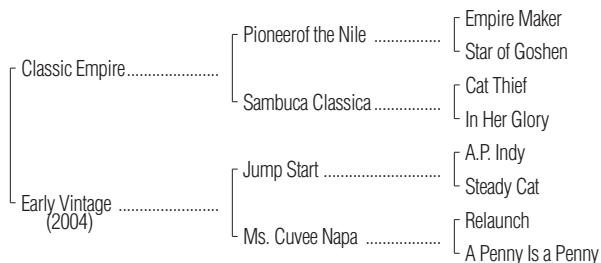 Empire Maker
Pioneerof the Nile ..................
Star of Goshen
Classic Empire.........................
Cat Thief
Sambuca Classica..................
In Her Glory
A.P. Indy
Jump Start ................................
Steady Cat
Early Vintage ...........................
(2004)
Relaunch
Ms. Cuvee Napa .....................
A Penny Is a Penny